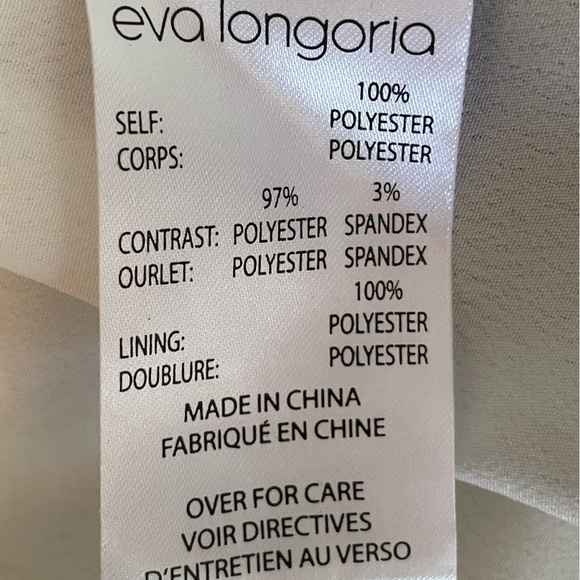 eva longoria
100%
SELF: POLYESTER
CORPS: POLYESTER
97% 3%
CONTRAST: POLYESTER SPANDEX
OURLET: POLYESTER SPANDEX
100%
LINING: POLYESTER
DOUBLURE: POLYESTER
MADE IN CHINA
FABRIQUÉ EN CHINE
OVER FOR CARE
VOIR DIRECTIVES
D'ENTRETIEN AU VERSO